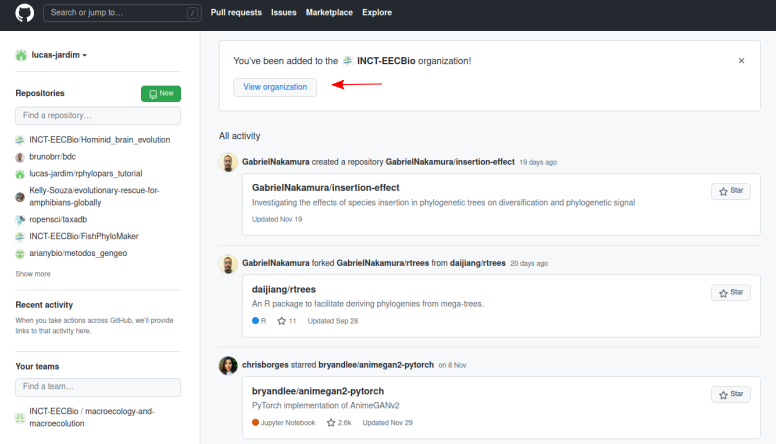 Search or jump to…
/
Pull requests
Issues
Marketplace
Explore
lucas-jardim
Repositories
New
Find a repository…
INCT-EECBio/Hominid_brain_evolution
brunobrr/bdc
lucas-jardim/rphylopars_tutorial
Kelly-Souza/evolutionary-rescue-for-
amphibians-globally
ropensci/taxadb
INCT-EECBio/FishPhyloMaker
arianybio/metodos_gengeo
Show more
Recent activity
When you take actions across GitHub, we'll provide
links to that activity here.
Your teams
Find a team…
INCT-EECBio / macroecology-and-
macroecolution
You've been added to the INCT-EECBio organization!
View organization
All activity
GabrielNakamura created a repository GabrielNakamura/insertion-effect 19 days ago
GabrielNakamura/insertion-effect
Star
Investigating the effects of species insertion in phylogenetic trees on diversification and phylogenetic signal
Updated Nov 19
GabrielNakamura forked GabrielNakamura/rtrees from daijiang/rtrees 20 days ago
daijiang/rtrees
Star
An R package to facilitate deriving phylogenies from mega-trees.
R 11 Updated Sep 28
chrisborges starred bryandlee/animegan2-pytorch on 8 Nov
bryandlee/animegan2-pytorch
Star
PyTorch implementation of AnimeGANv2
Jupyter Notebook 2.6k Updated Nov 29